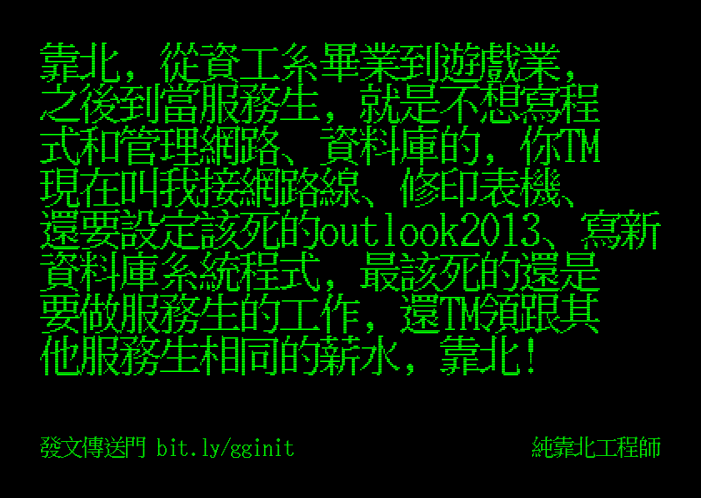 靠北, 從資工系畢業到遊戲業,
之後到當服務生, 就是不想寫程
式和管理網路、資料庫的, 你TM
現在叫我接網路線、修印表機、
還要設定該死的outlook2013、寫新
資料庫系統程式, 最該死的還是
要做服務生的工作, 還TM領跟其
他服務生相同的薪水, 靠北!
發文傳送門 bit.ly/gginit
純靠北工程師